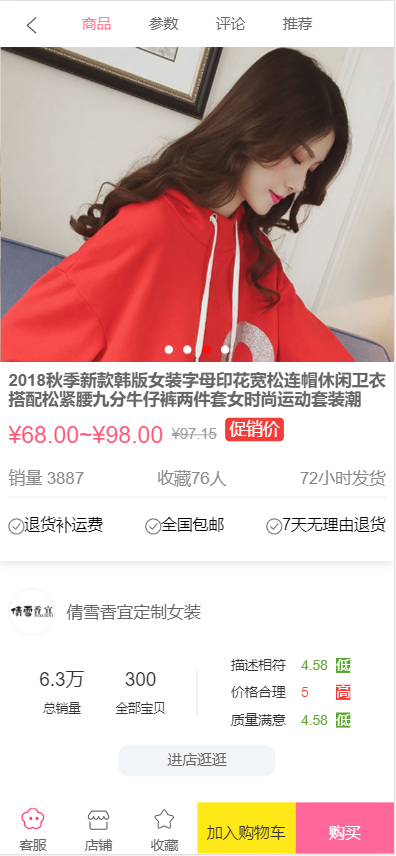 商品 参数 评论 推荐
2018秋季新款韩版女装字母印花宽松连帽休闲卫衣
搭配松紧腰九分牛仔裤两件套女时尚运动套装潮
¥68.00~¥98.00 ¥97.15 促销价
销量 3887 收藏76人 72小时发货
退货补运费 全国包邮 7天无理由退货
倩雪香宜 倩雪香宜定制女装
6.3万 300
总销量 全部宝贝
描述相符 4.58 低
价格合理 5 高
质量满意 4.58 低
进店逛逛
客服 店铺 收藏 加入购物车 购买